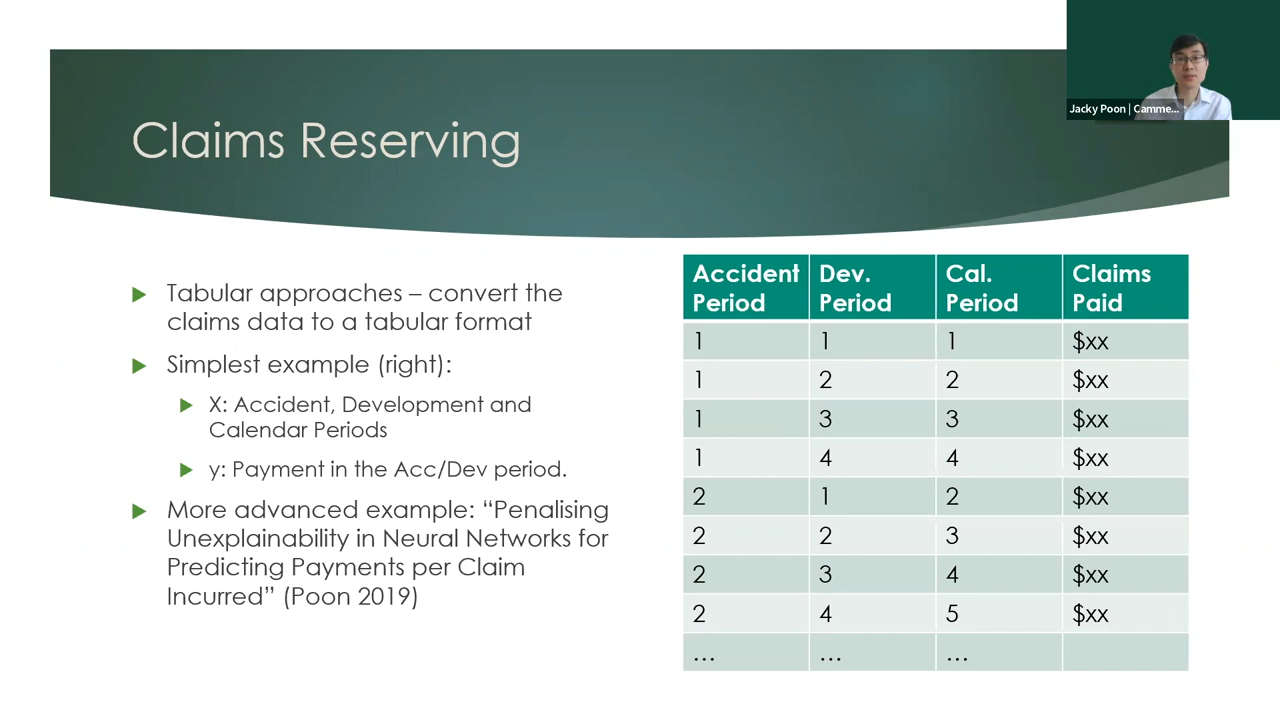 Jacky Poon | Camme...
Claims Reserving
Tabular approaches – convert the
claims data to a tabular format
Simplest example (right):
X: Accident, Development and
Calendar Periods
y: Payment in the Acc/Dev period.
More advanced example: “Penalising
Unexplainability in Neural Networks for
Predicting Payments per Claim
Incurred” (Poon 2019)
Accident Period Dev. Period Cal. Period Claims Paid
1 1 1 $xx
1 2 2 $xx
1 3 3 $xx
1 4 4 $xx
2 1 2 $xx
2 2 3 $xx
2 3 4 $xx
2 4 5 $xx
… … …